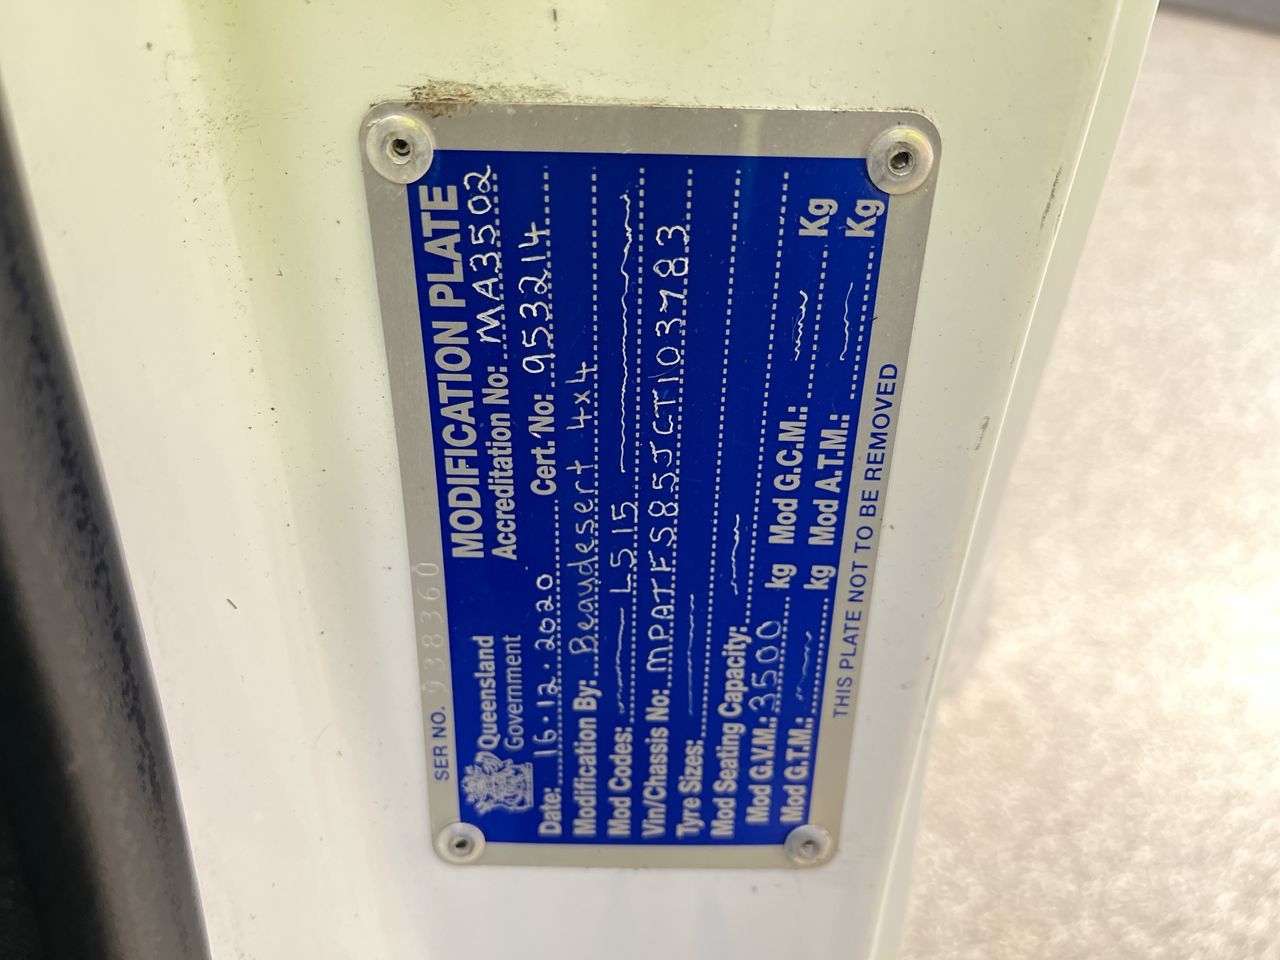 SER NO. 938360
Queensland
Government
MODIFICATION PLATE
Accreditation No: MA3502
Date: 16.12.2020 Cert. No: 953214
Modification By: Beaudesert 4x4
Mod Codes: LS15
Vin/Chassis No: MPATFS85JCT103783
Tyre Sizes:
Mod Seating Capacity:
Mod G.V.M.: 3500 kg Mod G.C.M.: Kg
Mod G.T.M.: kg Mod A.T.M.: Kg
THIS PLATE NOT TO BE REMOVED